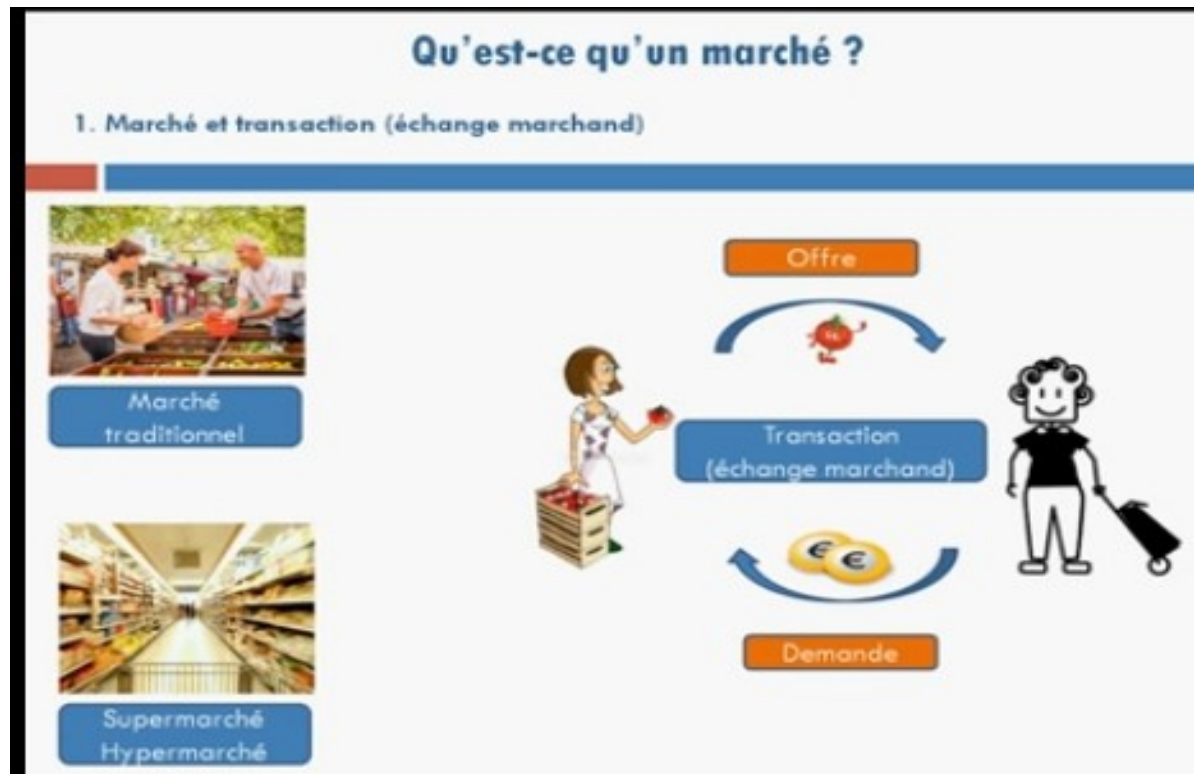 Qu'est-ce qu'un marché ?
1. Marché et transaction (échange marchand)
Marché
traditionnel
Supermarché
Hypermarché
Offre
Transaction
(échange marchand)
€ €
Demande